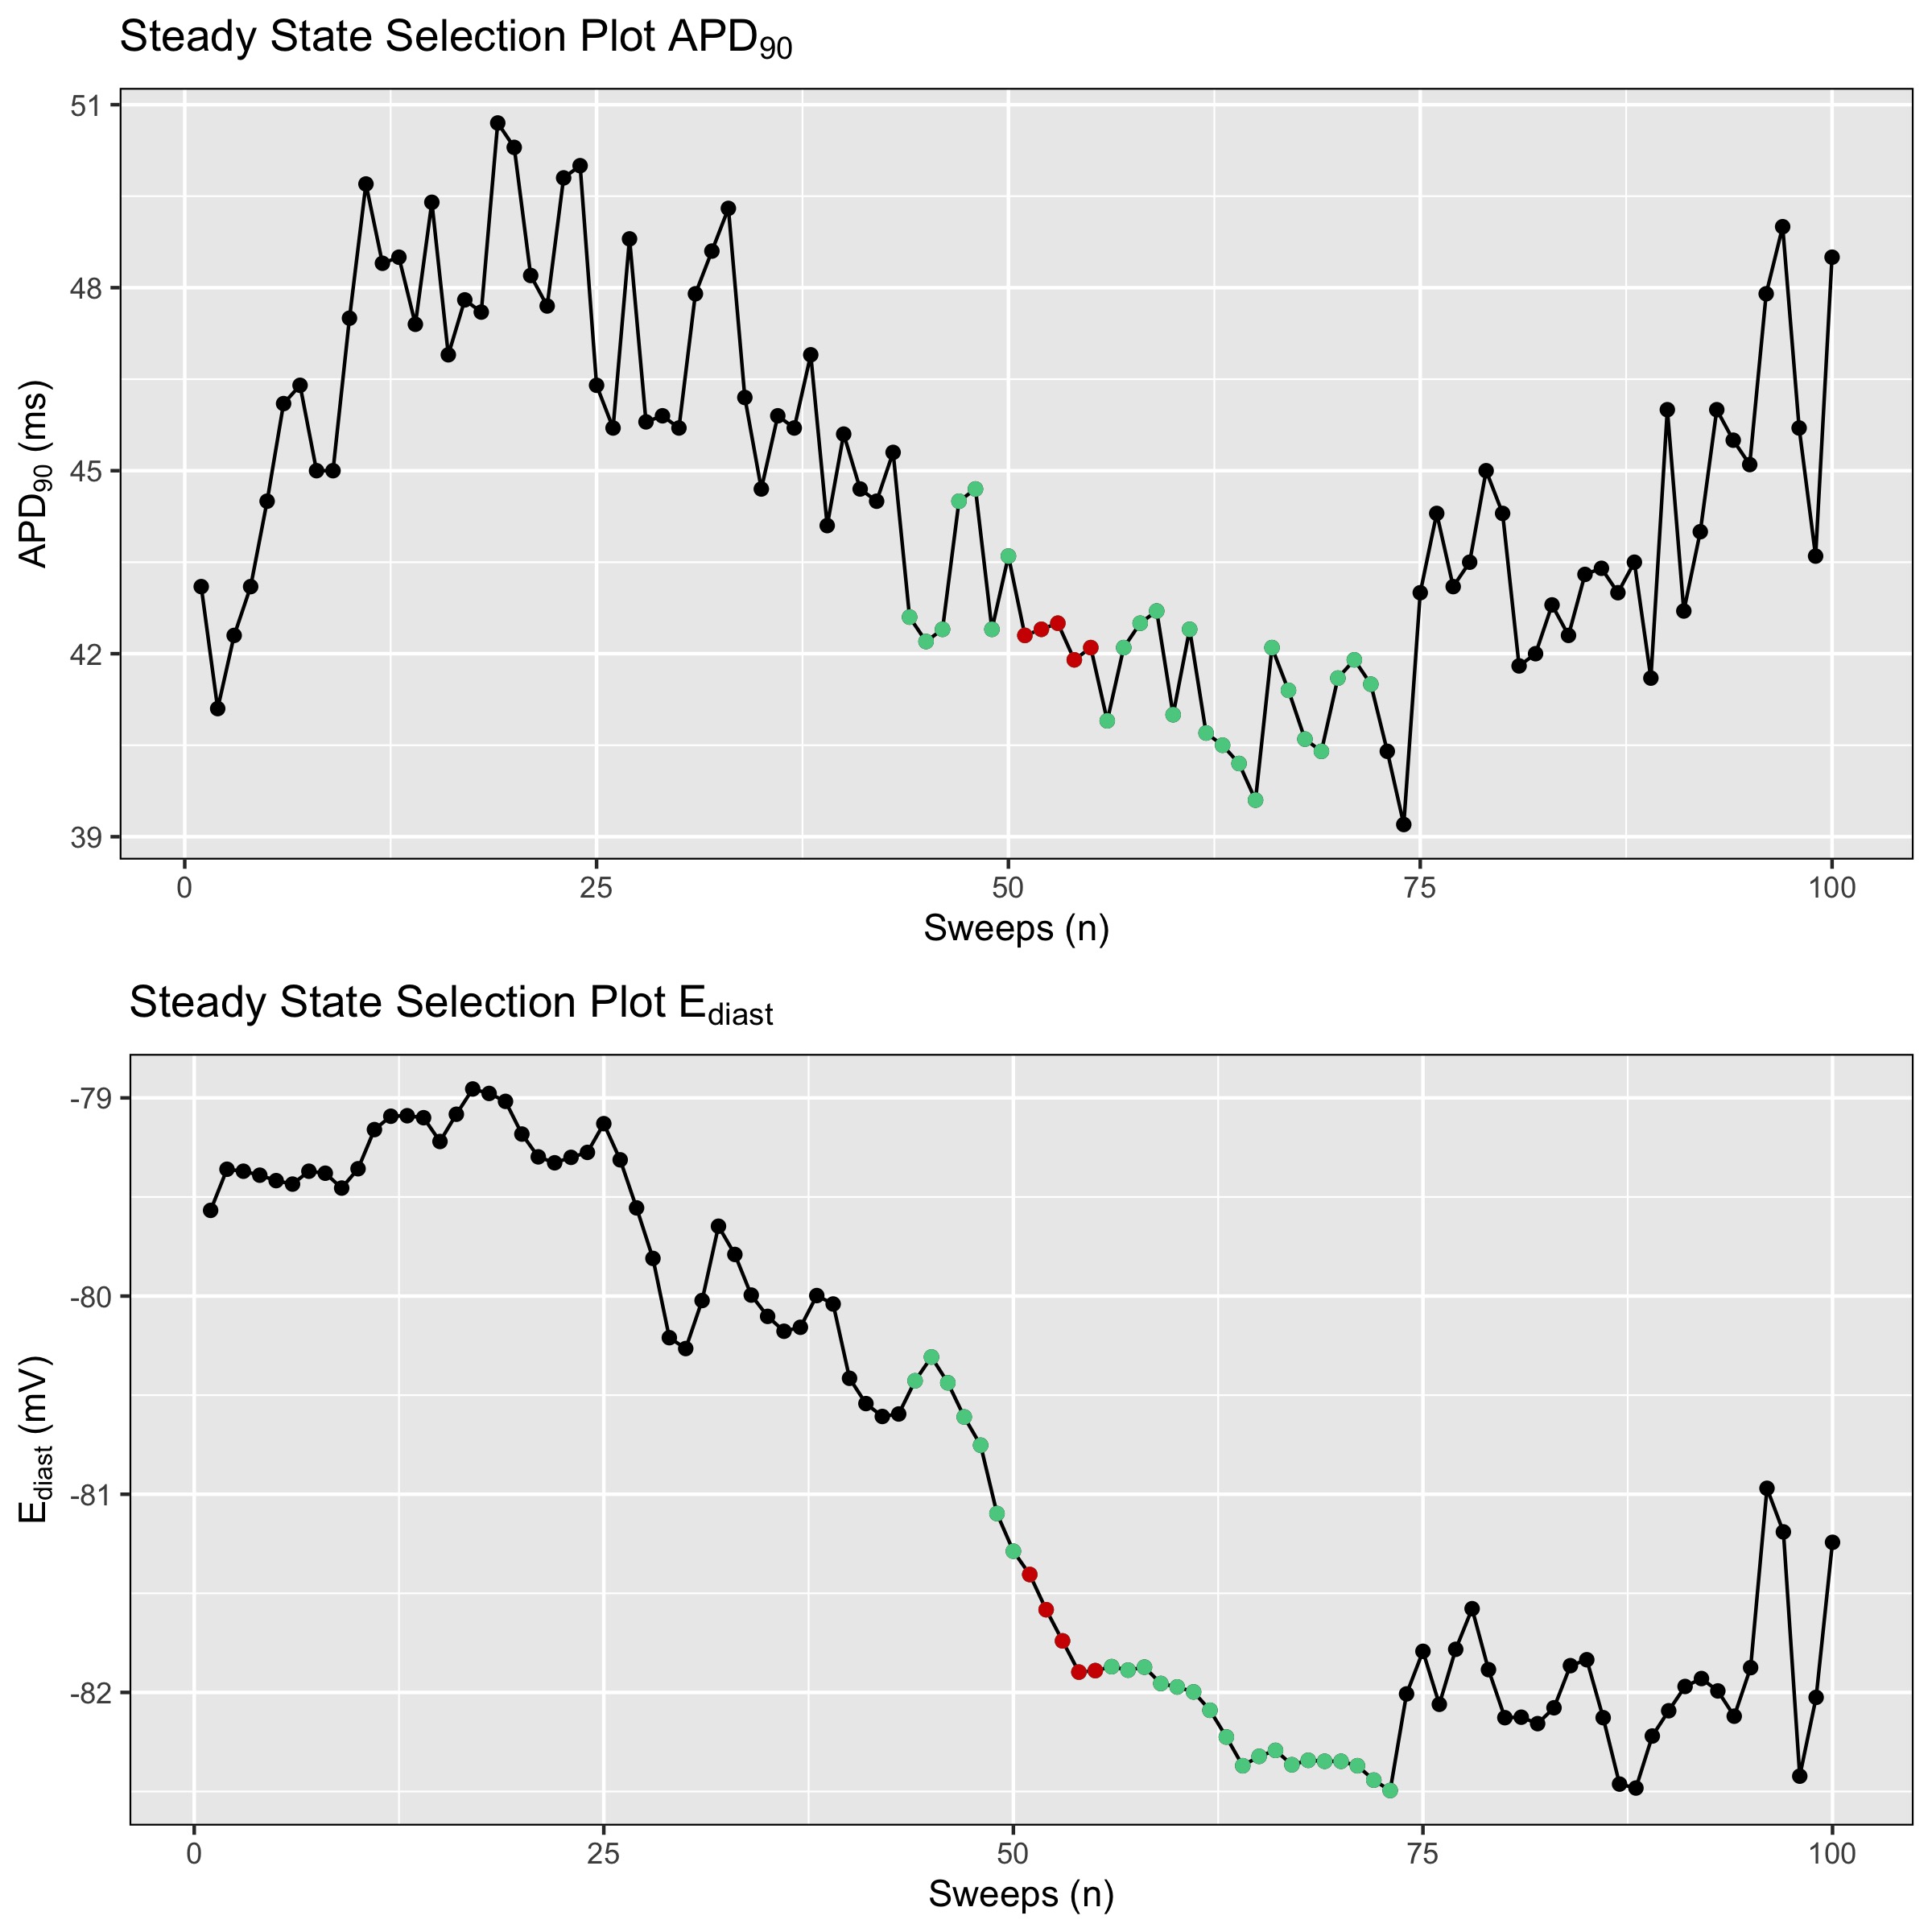 Steady State Selection Plot APD90
51
48
45
42
39
APD90 (ms)
0 25 50 75 100
Sweeps (n)
Steady State Selection Plot Ediast
-79
-80
-81
-82
Ediast (mV)
0 25 50 75 100
Sweeps (n)